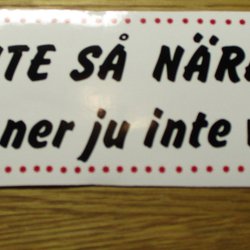 TE SÅ NÄR
ner ju inte v